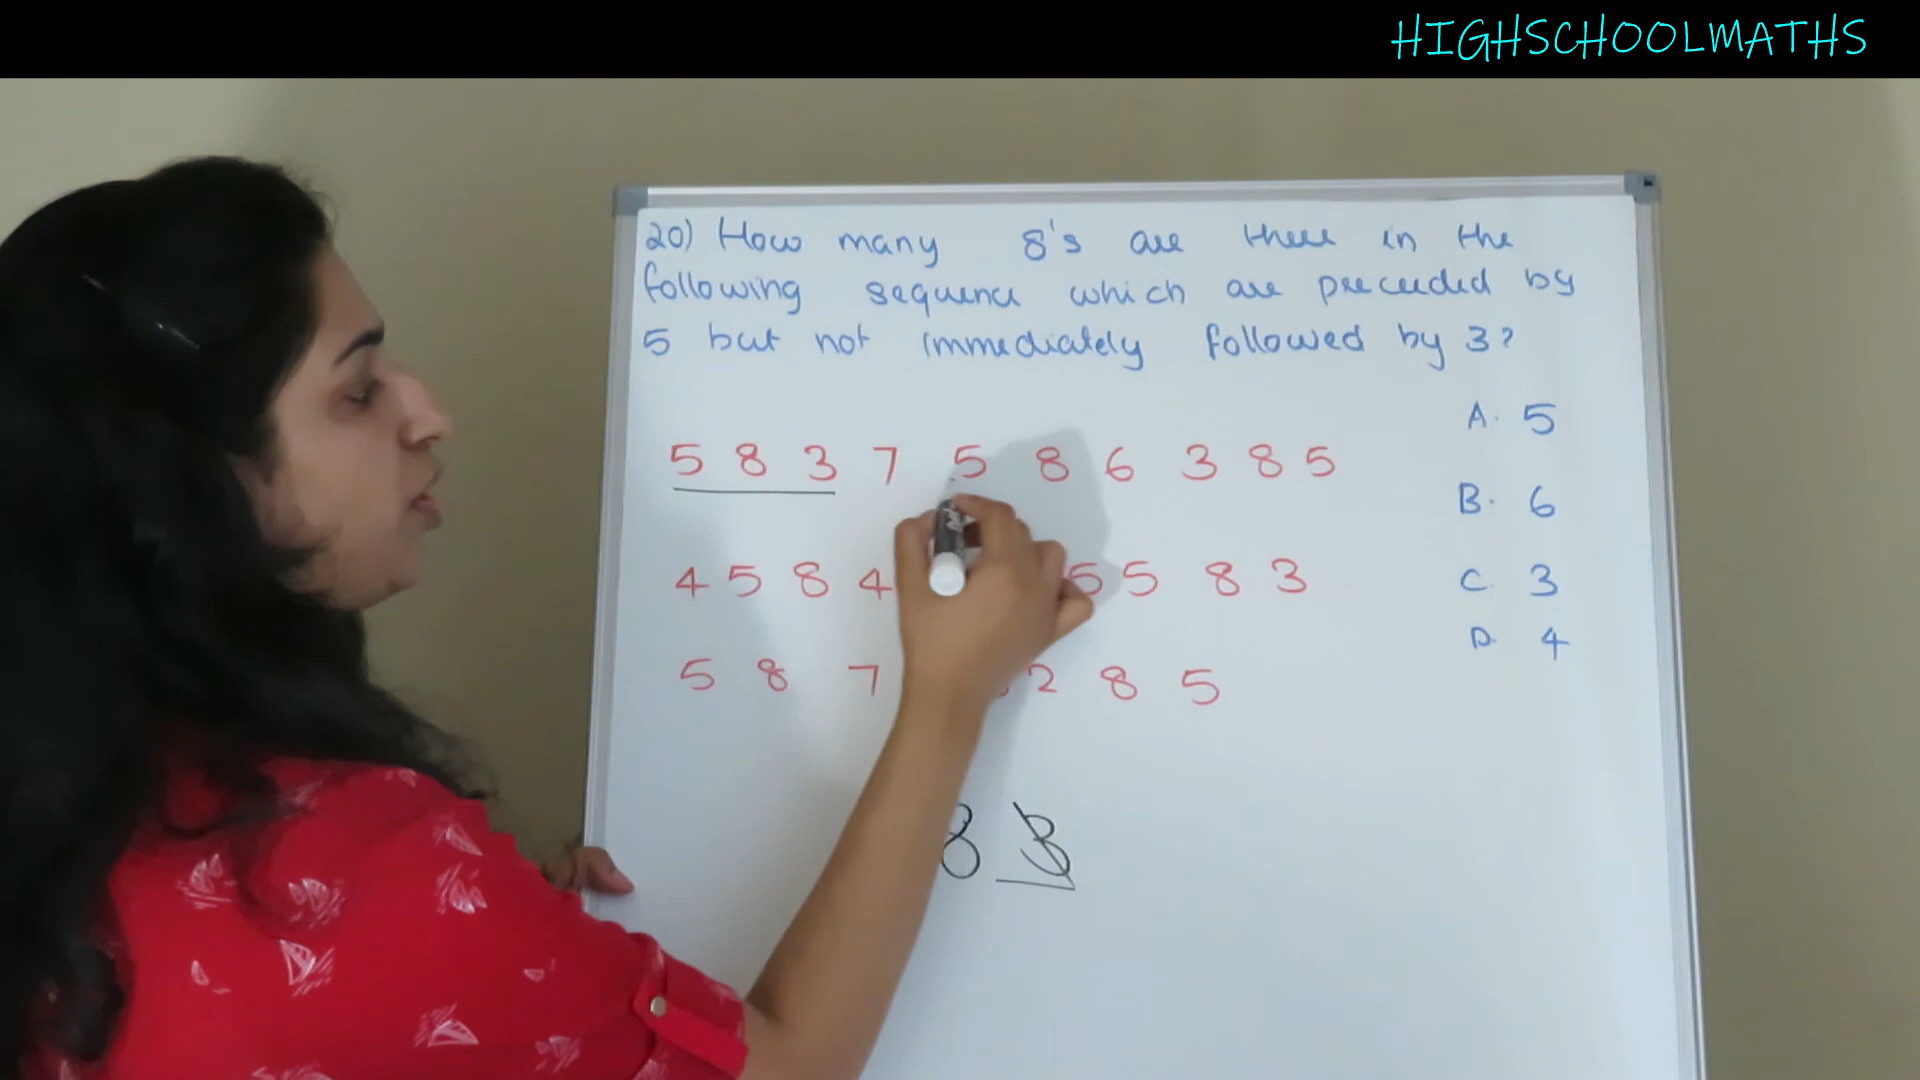 HIGHSCHOOLMATHS
20) How many 8's are there in the
following sequence which are preceeded by
5 but not immediately followed by 3?
A. 5
5 8 3 7 5 8 6 3 8 5
B. 6
4 5 8 4 5 5 8 3
C. 3
D. 4
5 8 7 2 8 5
8 3